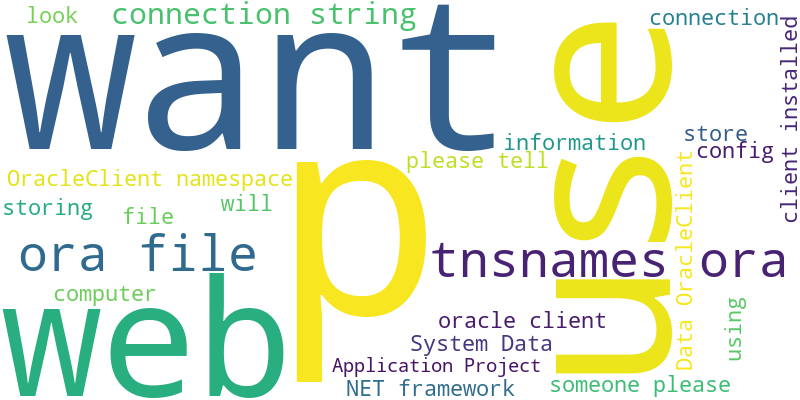 look
connection string
connection
want
use
client installed
information
store
config
please tell
p
OracleClient namespace
storing
file
will
Data OracleClient
ora file
tnsnames ora
computer
web
using
oracle client
System Data
Application Project
NET framework
someone please